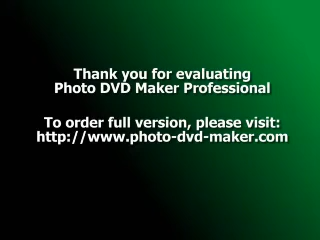 Thank you for evaluating
Photo DVD Maker Professional
To order full version, please visit:
http://www.photo-dvd-maker.com